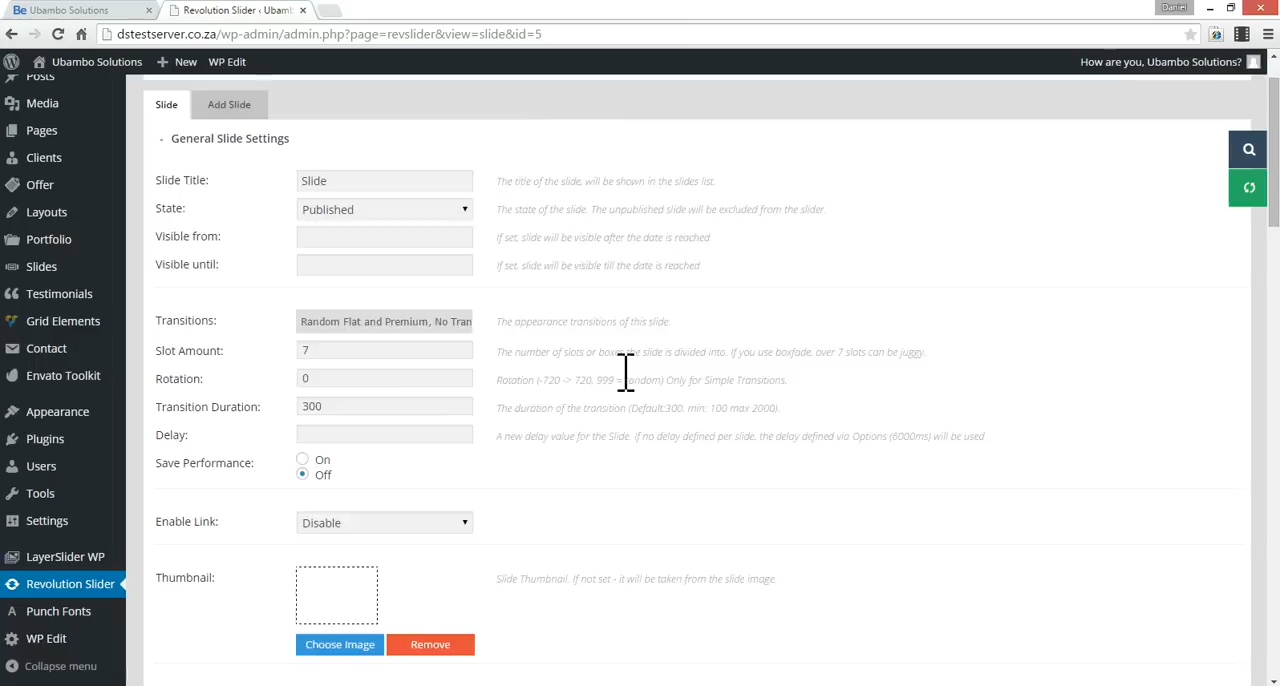 Be Ubambo Solutions
Revolution Slider ‹ Ubamb
Daniel
dstestserver.co.za/wp-admin/admin.php?page=revslider&view=slide&id=5
Ubambo Solutions
New
WP Edit
How are you, Ubambo Solutions?
Posts
Media
Pages
Clients
Offer
Layouts
Portfolio
Slides
Testimonials
Grid Elements
Contact
Envato Toolkit
Appearance
Plugins
Users
Tools
Settings
LayerSlider WP
Revolution Slider
A Punch Fonts
WP Edit
Collapse menu
Slide
Add Slide
- General Slide Settings
Slide Title: Slide The title of the slide, will be shown in the slides list.
State: Published The state of the slide. The unpublished slide will be excluded from the slider.
Visible from: If set, slide will be visible after the date is reached
Visible until: If set, slide will be visible till the date is reached
Transitions: Random Flat and Premium, No Tran The appearance transitions of this slide.
Slot Amount: 7 The number of slots or boxes the slide is divided into. If you use boxfade, over 7 slots can be juggy.
Rotation: 0 Rotation (-720 -> 720, 999 = random) Only for Simple Transitions.
Transition Duration: 300 The duration of the transition (Default:300, min: 100 max 2000).
Delay: A new delay value for the Slide. If no delay defined per slide, the delay defined via Options (6000ms) will be used
Save Performance: On
Off
Enable Link: Disable
Thumbnail: Slide Thumbnail. If not set - it will be taken from the slide image.
Choose Image
Remove